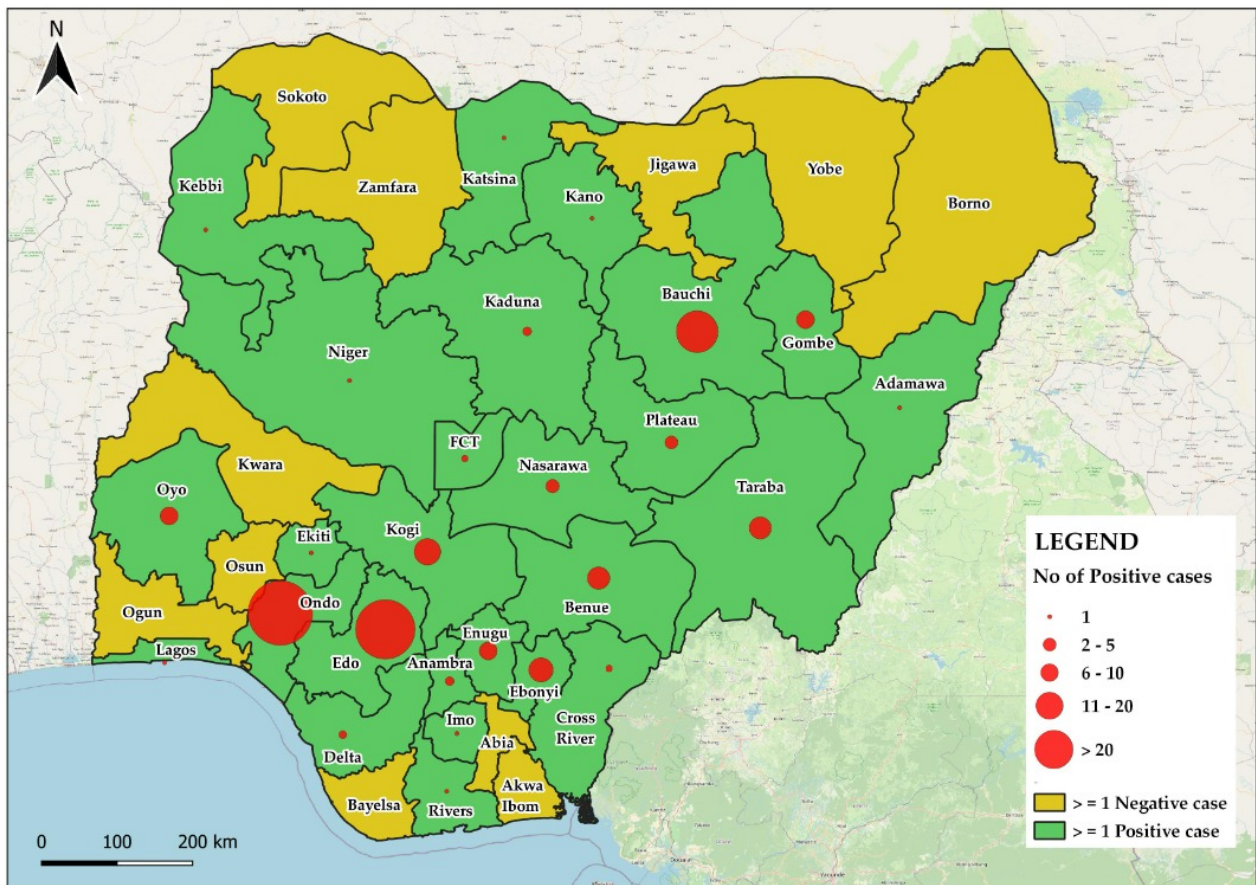 N
Sokoto
Kebbi
Zamfara
Katsina
Kano
Jigawa
Yobe
Borno
Kaduna
Bauchi
Gombe
Niger
Adamawa
Plateau
FCT
Nasarawa
Taraba
Kwara
Oyo
Kogi
Ekiti
Osun
Ogun
Ondo
Benue
Lagos
Edo
Enugu
Anambra
Ebonyi
Imo
Cross
River
Abia
Delta
Bayelsa
Rivers
Akwa
Ibom
0 100 200 km
LEGEND
No of Positive cases
1
2 - 5
6 - 10
11 - 20
> 20
> = 1 Negative case
> = 1 Positive case